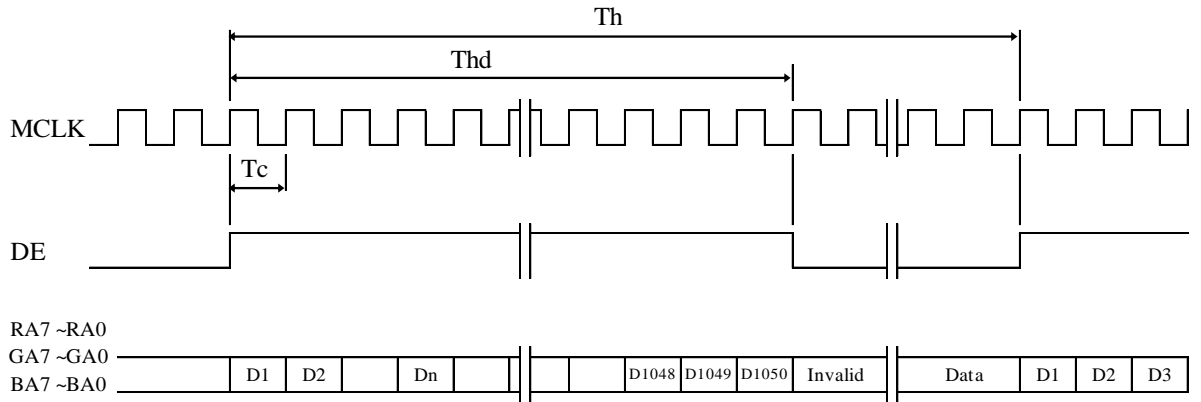 Th
Thd
MCLK
Tc
DE
RA7 ~RA0
GA7 ~GA0
BA7 ~BA0
D1 D2 Dn D1048 D1049 D1050 Invalid Data D1 D2 D3